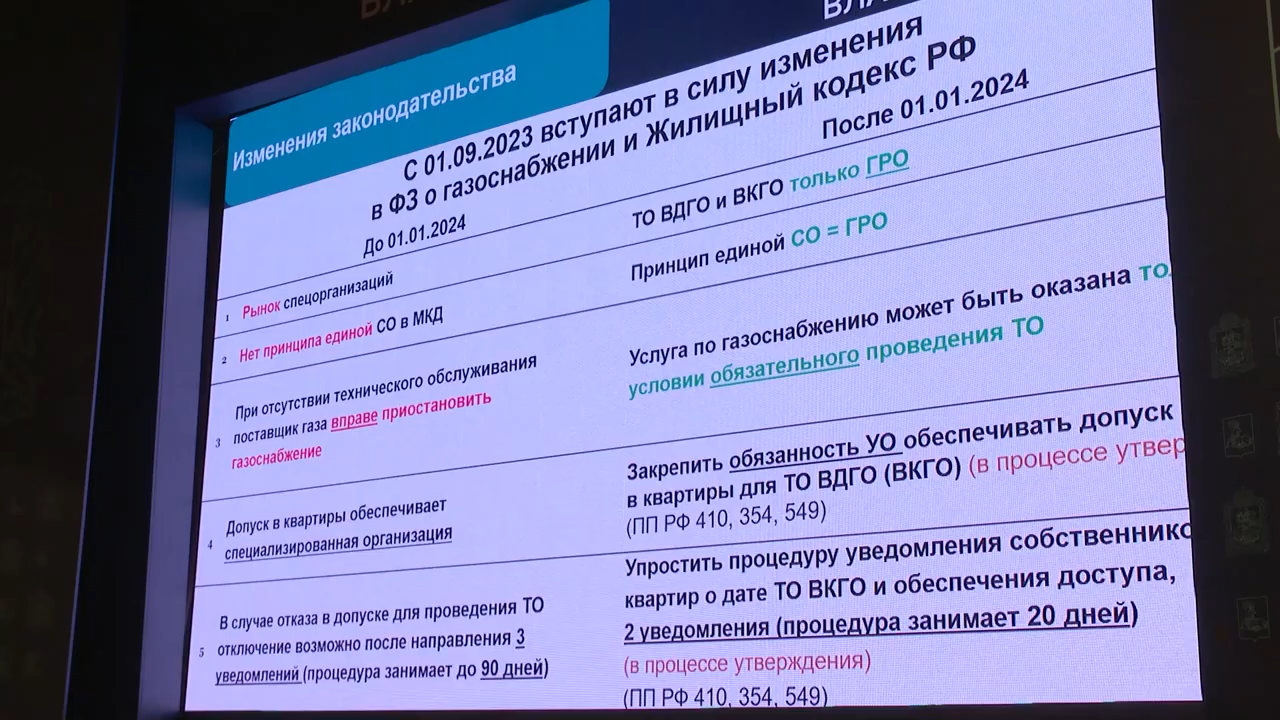 Изменения законодательства
С 01.09.2023 вступают в силу изменения
в ФЗ о газоснабжении и Жилищный кодекс РФ
До 01.01.2024
После 01.01.2024
1 Рынок спецорганизаций
ТО ВДГО и ВКГО только ГРО
2 Нет принципа единой СО в МКД
Принцип единой СО = ГРО
3 При отсутствии технического обслуживания
поставщик газа вправе приостановить
газоснабжение
Услуга по газоснабжению может быть оказана
условии обязательного проведения ТО
4 Допуск в квартиры обеспечивает
специализированная организация
Закрепить обязанность УО обеспечивать допуск
в квартиры для ТО ВДГО (ВКГО) (в процессе
(ПП РФ 410, 354, 549)
5 В случае отказа в допуске для проведения ТО
отключение возможно после направления 3
уведомлений (процедура занимает до 90 дней)
Упростить процедуру уведомления
квартир о дате ТО ВКГО и обеспечения доступа,
2 уведомления (процедура занимает 20 дней)
(в процессе утверждения)
(ПП РФ 410, 354, 549)